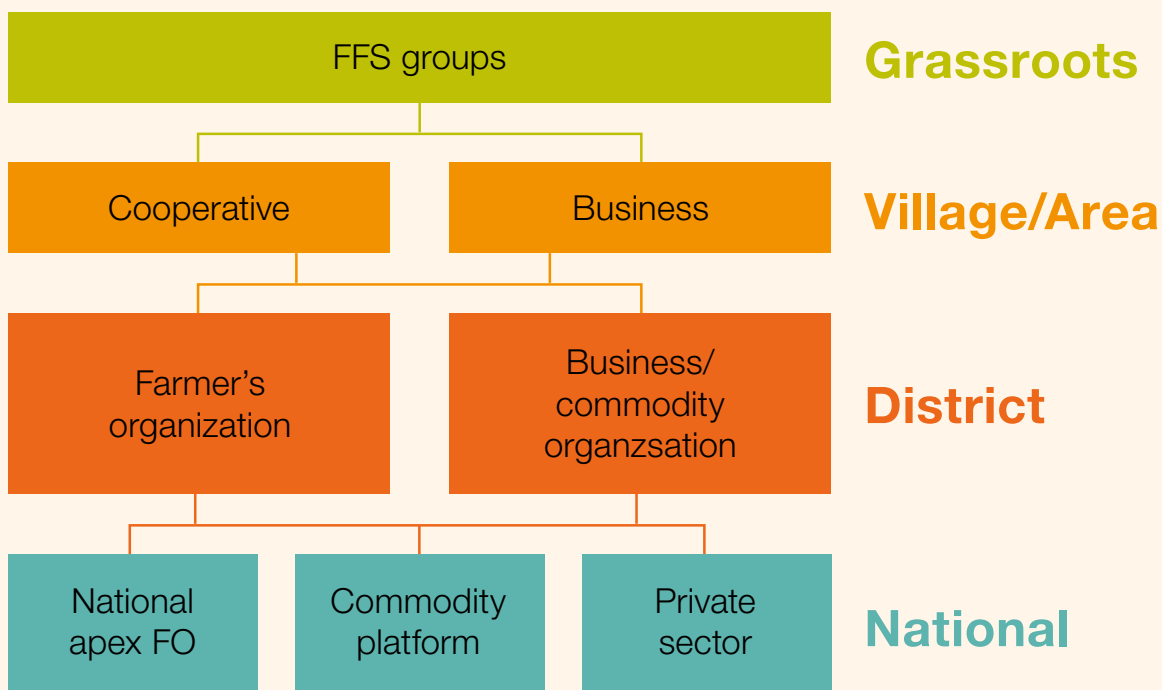 FFS groups
Grassroots
Cooperative
Business
Village/Area
Farmer's
organization
Business/
commodity
organzsation
District
National
apex FO
Commodity
platform
Private
sector
National